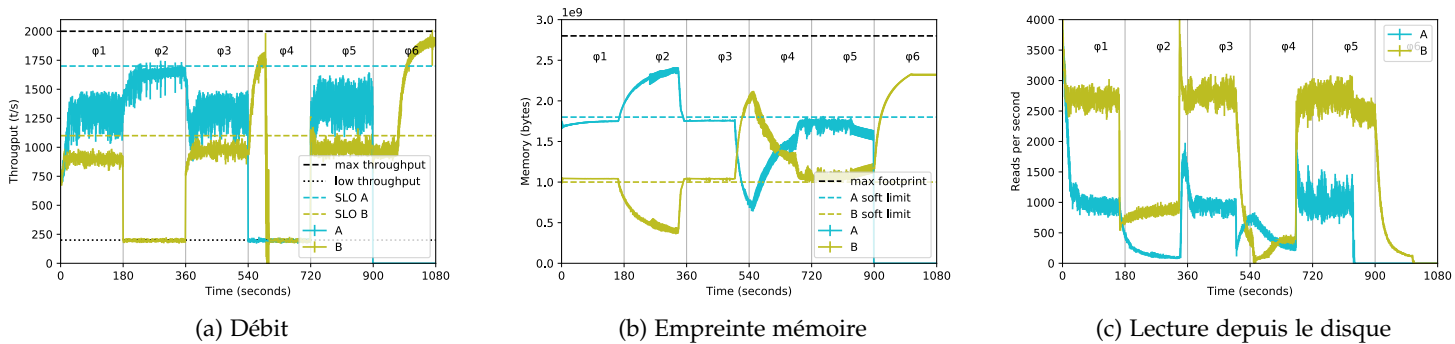 2000
1750
1500
1250
1000
750
500
250
0
Througput (t/s)
φ1 φ2 φ3 φ4 φ5 φ6
max throughput
low throughput
SLO A
SLO B
A
B
0 180 360 540 720 900 1080
Time (seconds)
(a) Débit
1e9
3.0
2.5
2.0
1.5
1.0
0.5
0.0
Memory (bytes)
φ1 φ2 φ3 φ4 φ5 φ6
max footprint
A soft limit
B soft limit
A
B
0 180 360 540 720 900 1080
Time (seconds)
(b) Empreinte mémoire
4000
3500
3000
2500
2000
1500
1000
500
0
Reads per second
φ1 φ2 φ3 φ4 φ5 φ6
A
B
0 180 360 540 720 900 1080
Time (seconds)
(c) Lecture depuis le disque